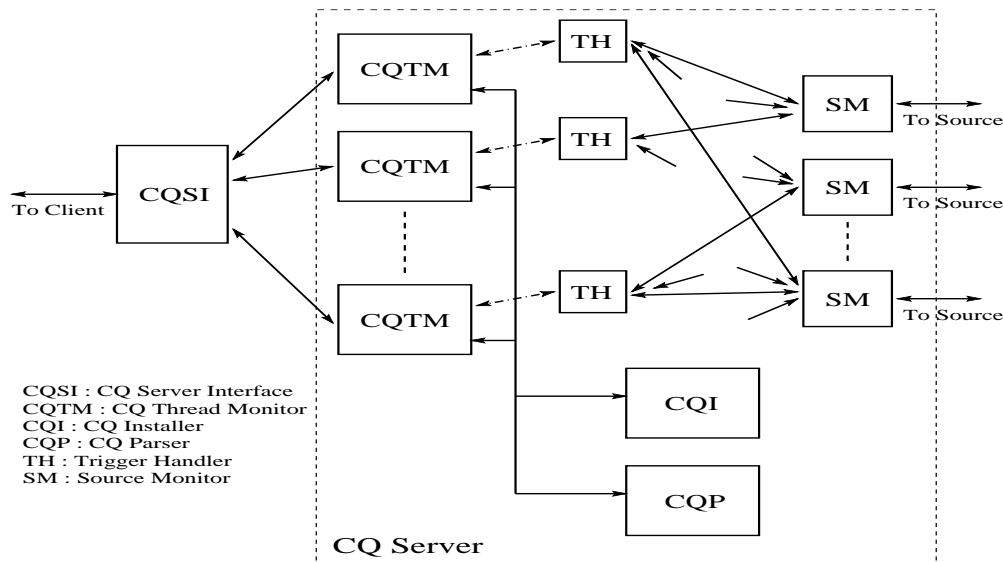 CQTM
TH
SM
To Source
CQTM
TH
CQSI
To Client
SM
To Source
CQTM
TH
SM
To Source
CQSI : CQ Server Interface
CQTM : CQ Thread Monitor
CQI : CQ Installer
CQP : CQ Parser
TH : Trigger Handler
SM : Source Monitor
CQI
CQP
CQ Server